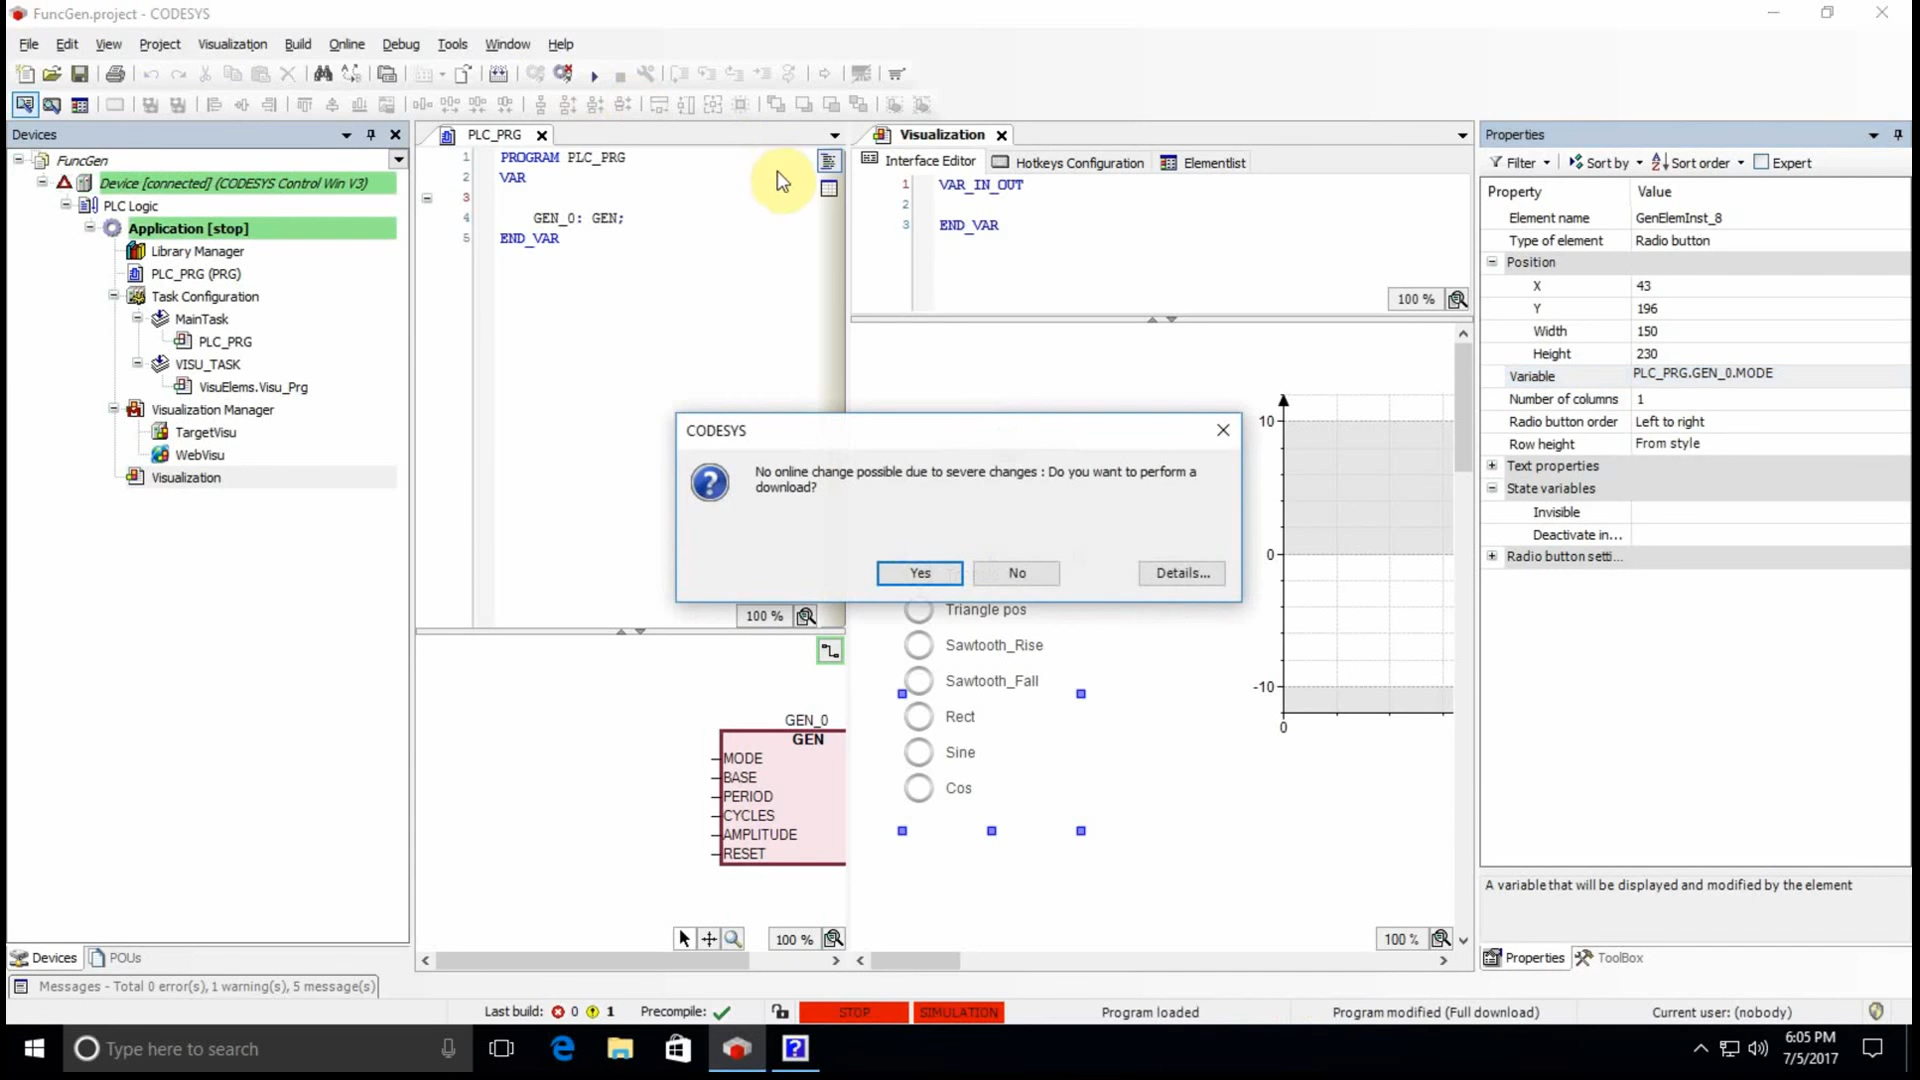 FuncGen.project - CODESYS
File Edit View Project Visualization Build Online Debug Tools Window Help
Devices
FuncGen
Device [connected] (CODESYS Control Win V3)
PLC Logic
Application [stop]
Library Manager
PLC_PRG (PRG)
Task Configuration
MainTask
PLC_PRG
VISU_TASK
VisuElems.Visu_Prg
Visualization Manager
TargetVisu
WebVisu
Visualization
Devices POUs
PLC_PRG
1 PROGRAM PLC_PRG
2 VAR
3
4 GEN_0: GEN;
5 END_VAR
100 %
GEN_0
GEN
MODE
BASE
PERIOD
CYCLES
AMPLITUDE
RESET
100 %
Visualization
Interface Editor Hotkeys Configuration Elementlist
1 VAR_IN_OUT
2
3 END_VAR
100 %
CODESYS
No online change possible due to severe changes : Do you want to perform a
download?
Yes No Details...
Triangle pos
Sawtooth_Rise
Sawtooth_Fall
Rect
Sine
Cos
10
0
-10
0
100 %
Properties
Filter Sort by Sort order Expert
Property Value
Element name GenElemInst_8
Type of element Radio button
Position
X 43
Y 196
Width 150
Height 230
Variable PLC_PRG.GEN_0.MODE
Number of columns 1
Radio button order Left to right
Row height From style
Text properties
State variables
Invisible
Deactivate in...
Radio button setti...
A variable that will be displayed and modified by the element
Properties ToolBox
Messages - Total 0 error(s), 1 warning(s), 5 message(s)
Last build: 0 1 Precompile: STOP SIMULATION Program loaded Program modified (Full download) Current user: (nobody)
Type here to search
6:05 PM
7/5/2017